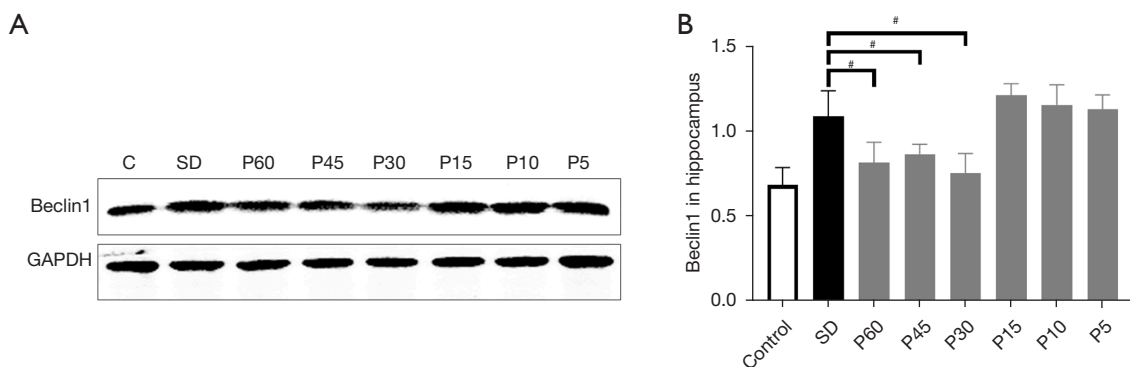 A
C SD P60 P45 P30 P15 P10 P5
Beclin1
GAPDH
B
Beclin1 in hippocampus
1.5
1.0
0.5
0.0
#
#
#
Control SD P60 P45 P30 P15 P10 P5